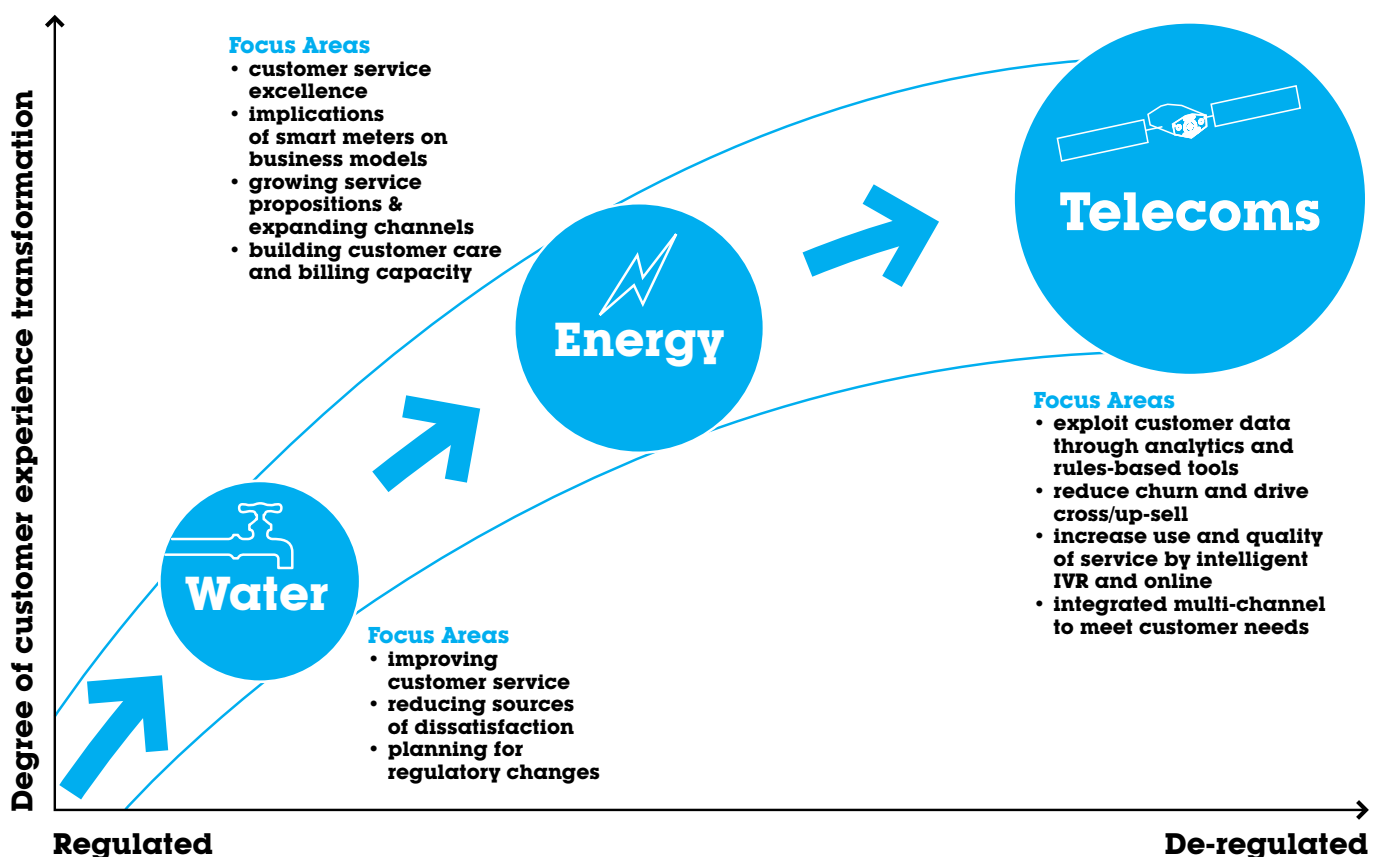 Degree of customer experience transformation
Focus Areas
• customer service
excellence
• implications
of smart meters on
business models
• growing service
propositions &
expanding channels
• building customer care
and billing capacity
Telecoms
Energy
Focus Areas
• exploit customer data
through analytics and
rules-based tools
• reduce churn and drive
cross/up-sell
• increase use and quality
of service by intelligent
IVR and online
• integrated multi-channel
to meet customer needs
Water
Focus Areas
• improving
customer service
• reducing sources
of dissatisfaction
• planning for
regulatory changes
Regulated
De-regulated